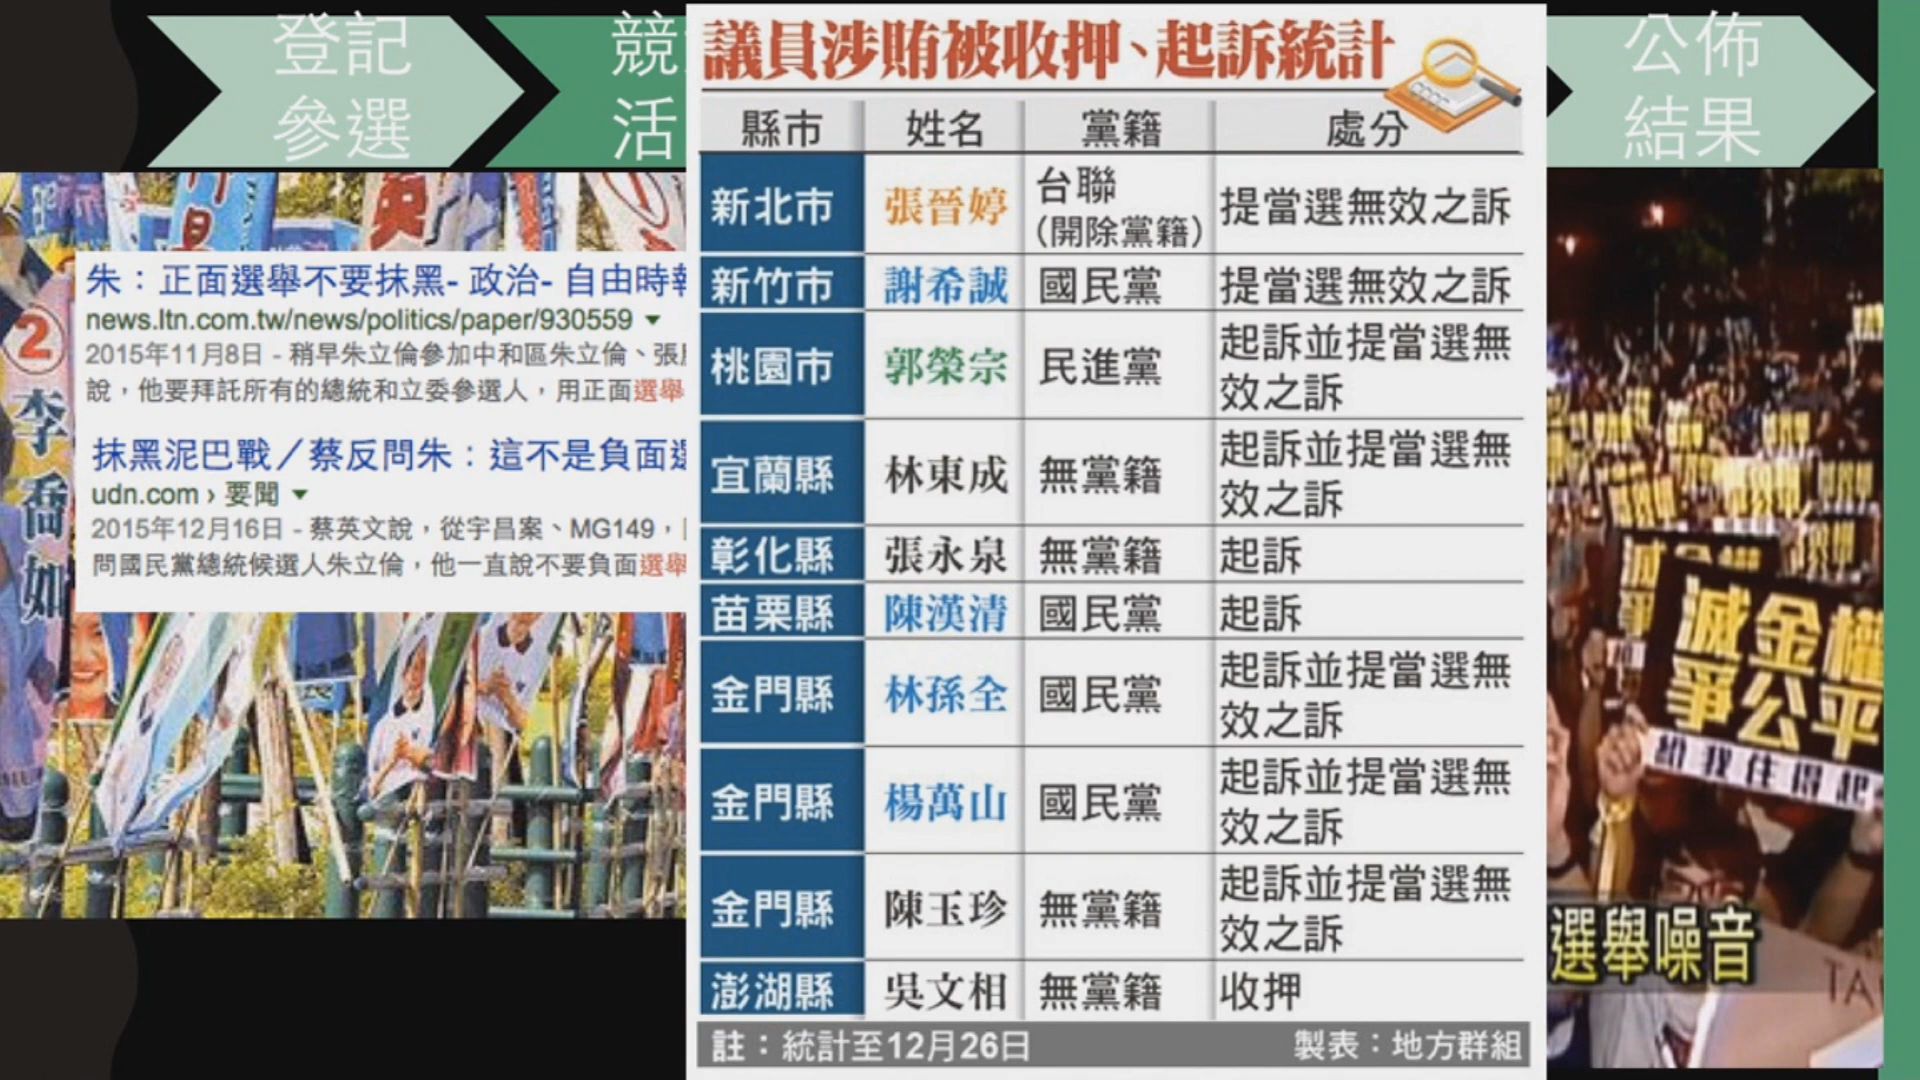 登記
參選
競
活
公佈
結果
議員涉賄被收押、起訴統計
縣市 姓名 黨籍 處分
新北市 張晉婷 台聯(開除黨籍) 提當選無效之訴
新竹市 謝希誠 國民黨 提當選無效之訴
桃園市 郭榮宗 民進黨 起訴並提當選無效之訴
宜蘭縣 林東成 無黨籍 起訴並提當選無效之訴
彰化縣 張永泉 無黨籍 起訴
苗栗縣 陳漢清 國民黨 起訴
金門縣 林孫全 國民黨 起訴並提當選無效之訴
金門縣 楊萬山 國民黨 起訴並提當選無效之訴
金門縣 陳玉珍 無黨籍 起訴並提當選無效之訴
澎湖縣 吳文相 無黨籍 收押
註：統計至12月26日 製表：地方群組
朱：正面選舉不要抹黑- 政治- 自由時報
news.ltn.com.tw/news/politics/paper/930559
2015年11月8日 - 稍早朱立倫參加中和區朱立倫、張
說，他要拜託所有的總統和立委參選人，用正面選舉
抹黑泥巴戰／蔡反問朱：這不是負面選
udn.com › 要聞
2015年12月16日 - 蔡英文說，從宇昌案、MG149，
問國民黨總統候選人朱立倫，他一直說不要負面選舉
2
李喬如
英
滅金權
爭公平
給我住得起
選舉噪音
TA